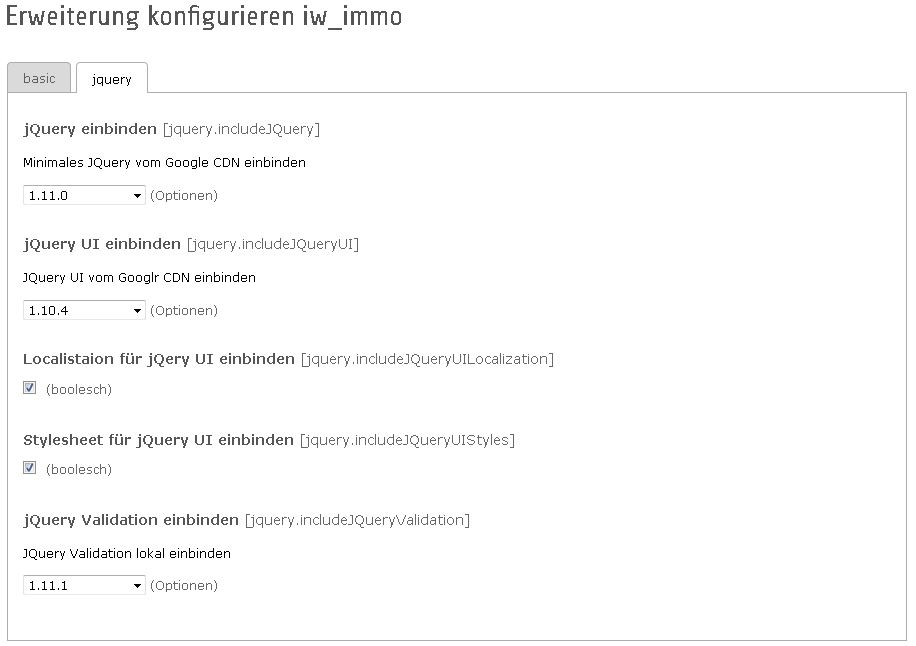 Erweiterung konfigurieren iw_immo
basic
jquery
jQuery einbinden [jquery.includeJQuery]
Minimales JQuery vom Google CDN einbinden
1.11.0 (Optionen)
jQuery UI einbinden [jquery.includeJQueryUI]
JQuery UI vom Googlr CDN einbinden
1.10.4 (Optionen)
Localistaion für jQery UI einbinden [jquery.includeJQueryUILocalization]
(boolesch)
Stylesheet für jQuery UI einbinden [jquery.includeJQueryUIStyles]
(boolesch)
jQuery Validation einbinden [jquery.includeJQueryValidation]
JQuery Validation lokal einbinden
1.11.1 (Optionen)